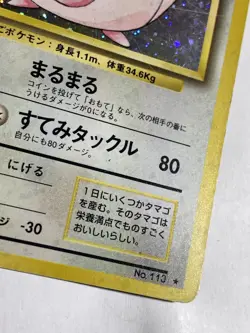 ごポケモン：身長1.1m、体重34.6Kg
まるまる
コインを投げて「おもて」なら、次の相手の番に
うけるダメージが0になる。
すてみタックル 80
自分にも80ダメージ。
にげる
ージ -30
１日にいくつかタマゴ
を産む。そのタマゴは
栄養満点でものすごく
おいしいらしい。
No.113 ★